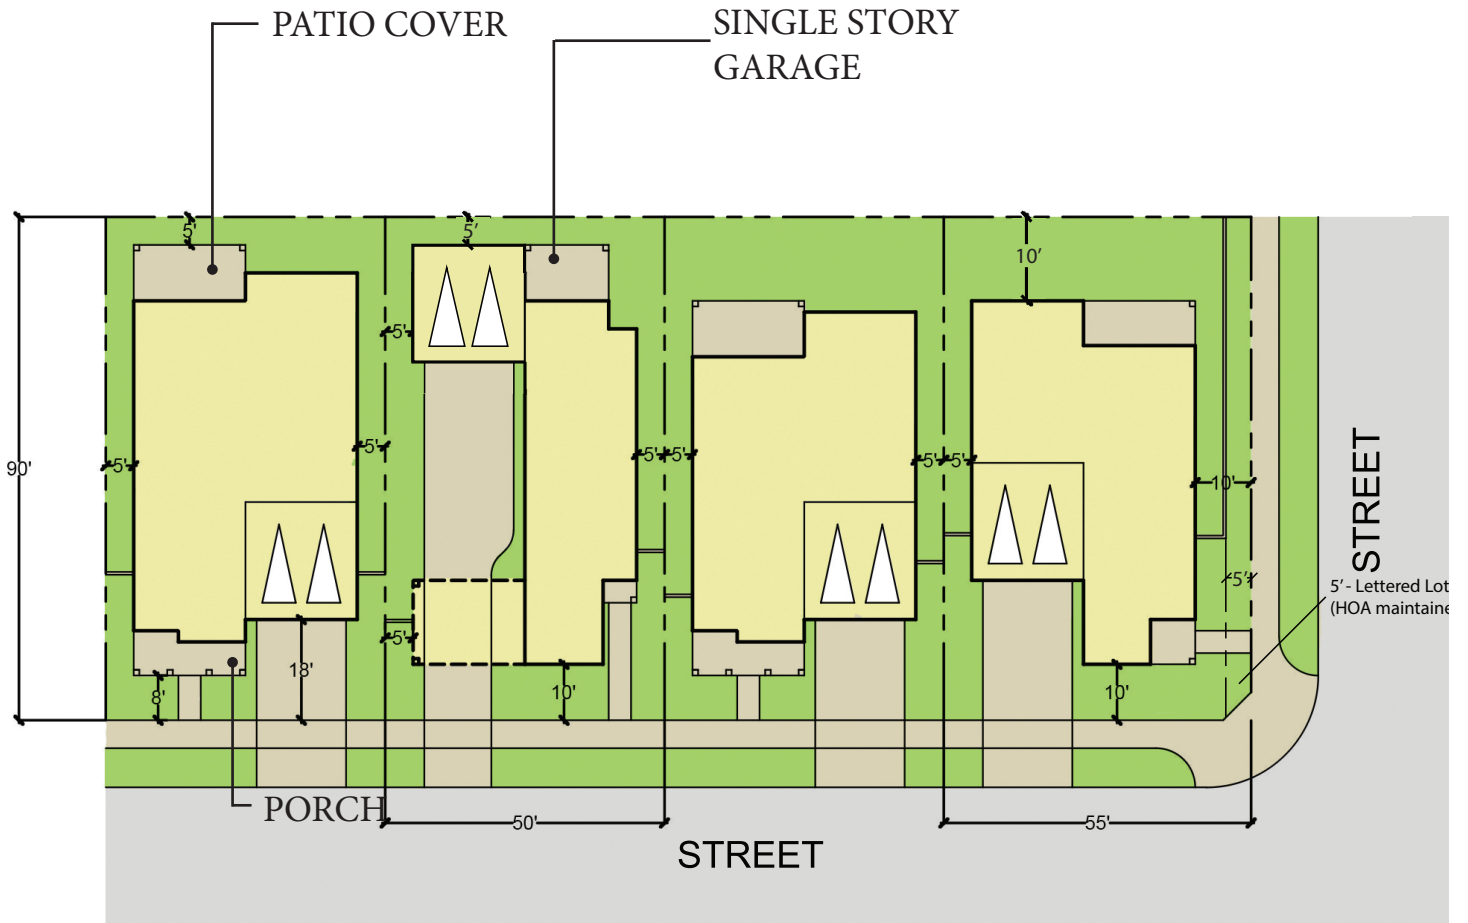 PATIO COVER
SINGLE STORY
GARAGE
5'
5'
10'
5'
90'
5'
5'
5'
5'
5'
5'
10'
STREET
5'
5' - Lettered Lot
(HOA maintaine
5'
18'
8'
10'
10'
PORCH
50'
55'
STREET